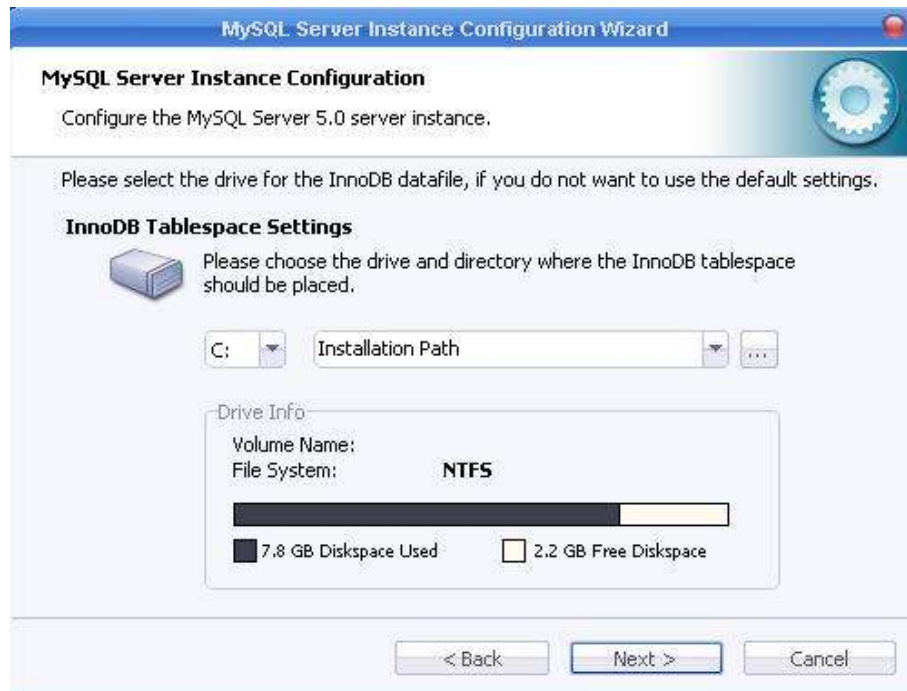 MySQL Server Instance Configuration Wizard
MySQL Server Instance Configuration
Configure the MySQL Server 5.0 server instance.
Please select the drive for the InnoDB datafile, if you do not want to use the default settings.
InnoDB Tablespace Settings
Please choose the drive and directory where the InnoDB tablespace
should be placed.
C: Installation Path ...
Drive Info
Volume Name:
File System: NTFS
7.8 GB Diskspace Used 2.2 GB Free Diskspace
< Back Next > Cancel